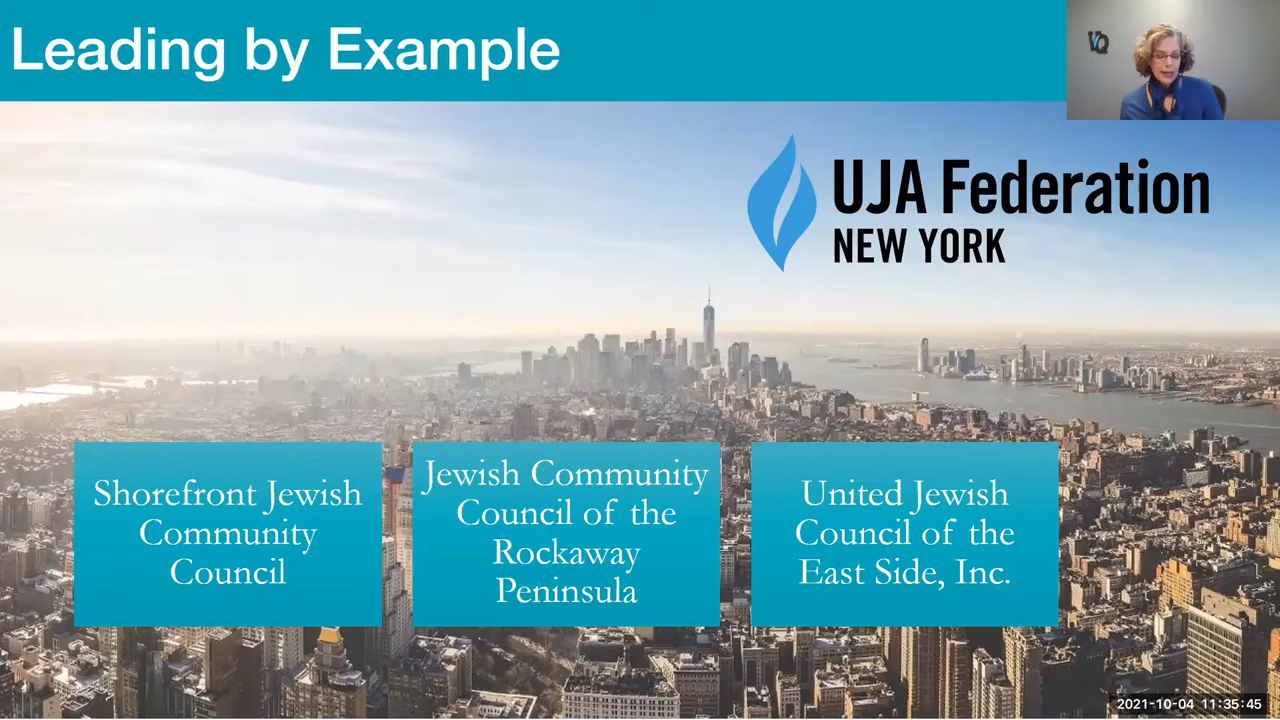 Leading by Example
VQ
UJA Federation
NEW YORK
Shorefront Jewish
Community
Council
Jewish Community
Council of the
Rockaway
Peninsula
United Jewish
Council of the
East Side, Inc.
2021-10-04 11:35:45